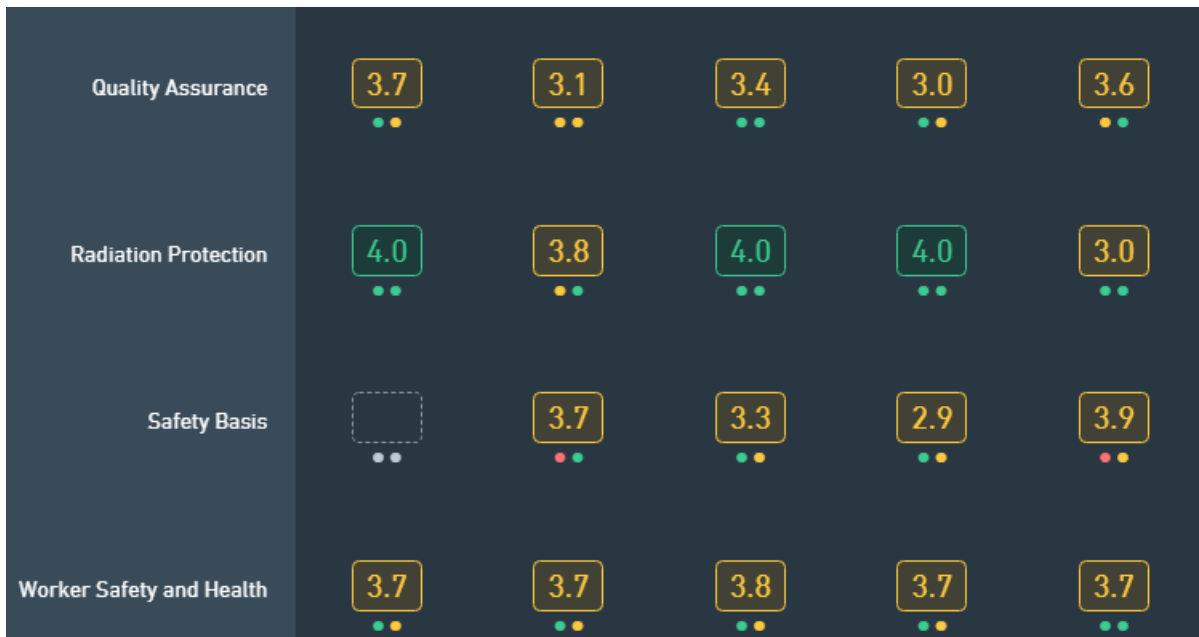 Quality Assurance 3.7 3.1 3.4 3.0 3.6
Radiation Protection 4.0 3.8 4.0 4.0 3.0
Safety Basis 3.7 3.3 2.9 3.9
Worker Safety and Health 3.7 3.7 3.8 3.7 3.7